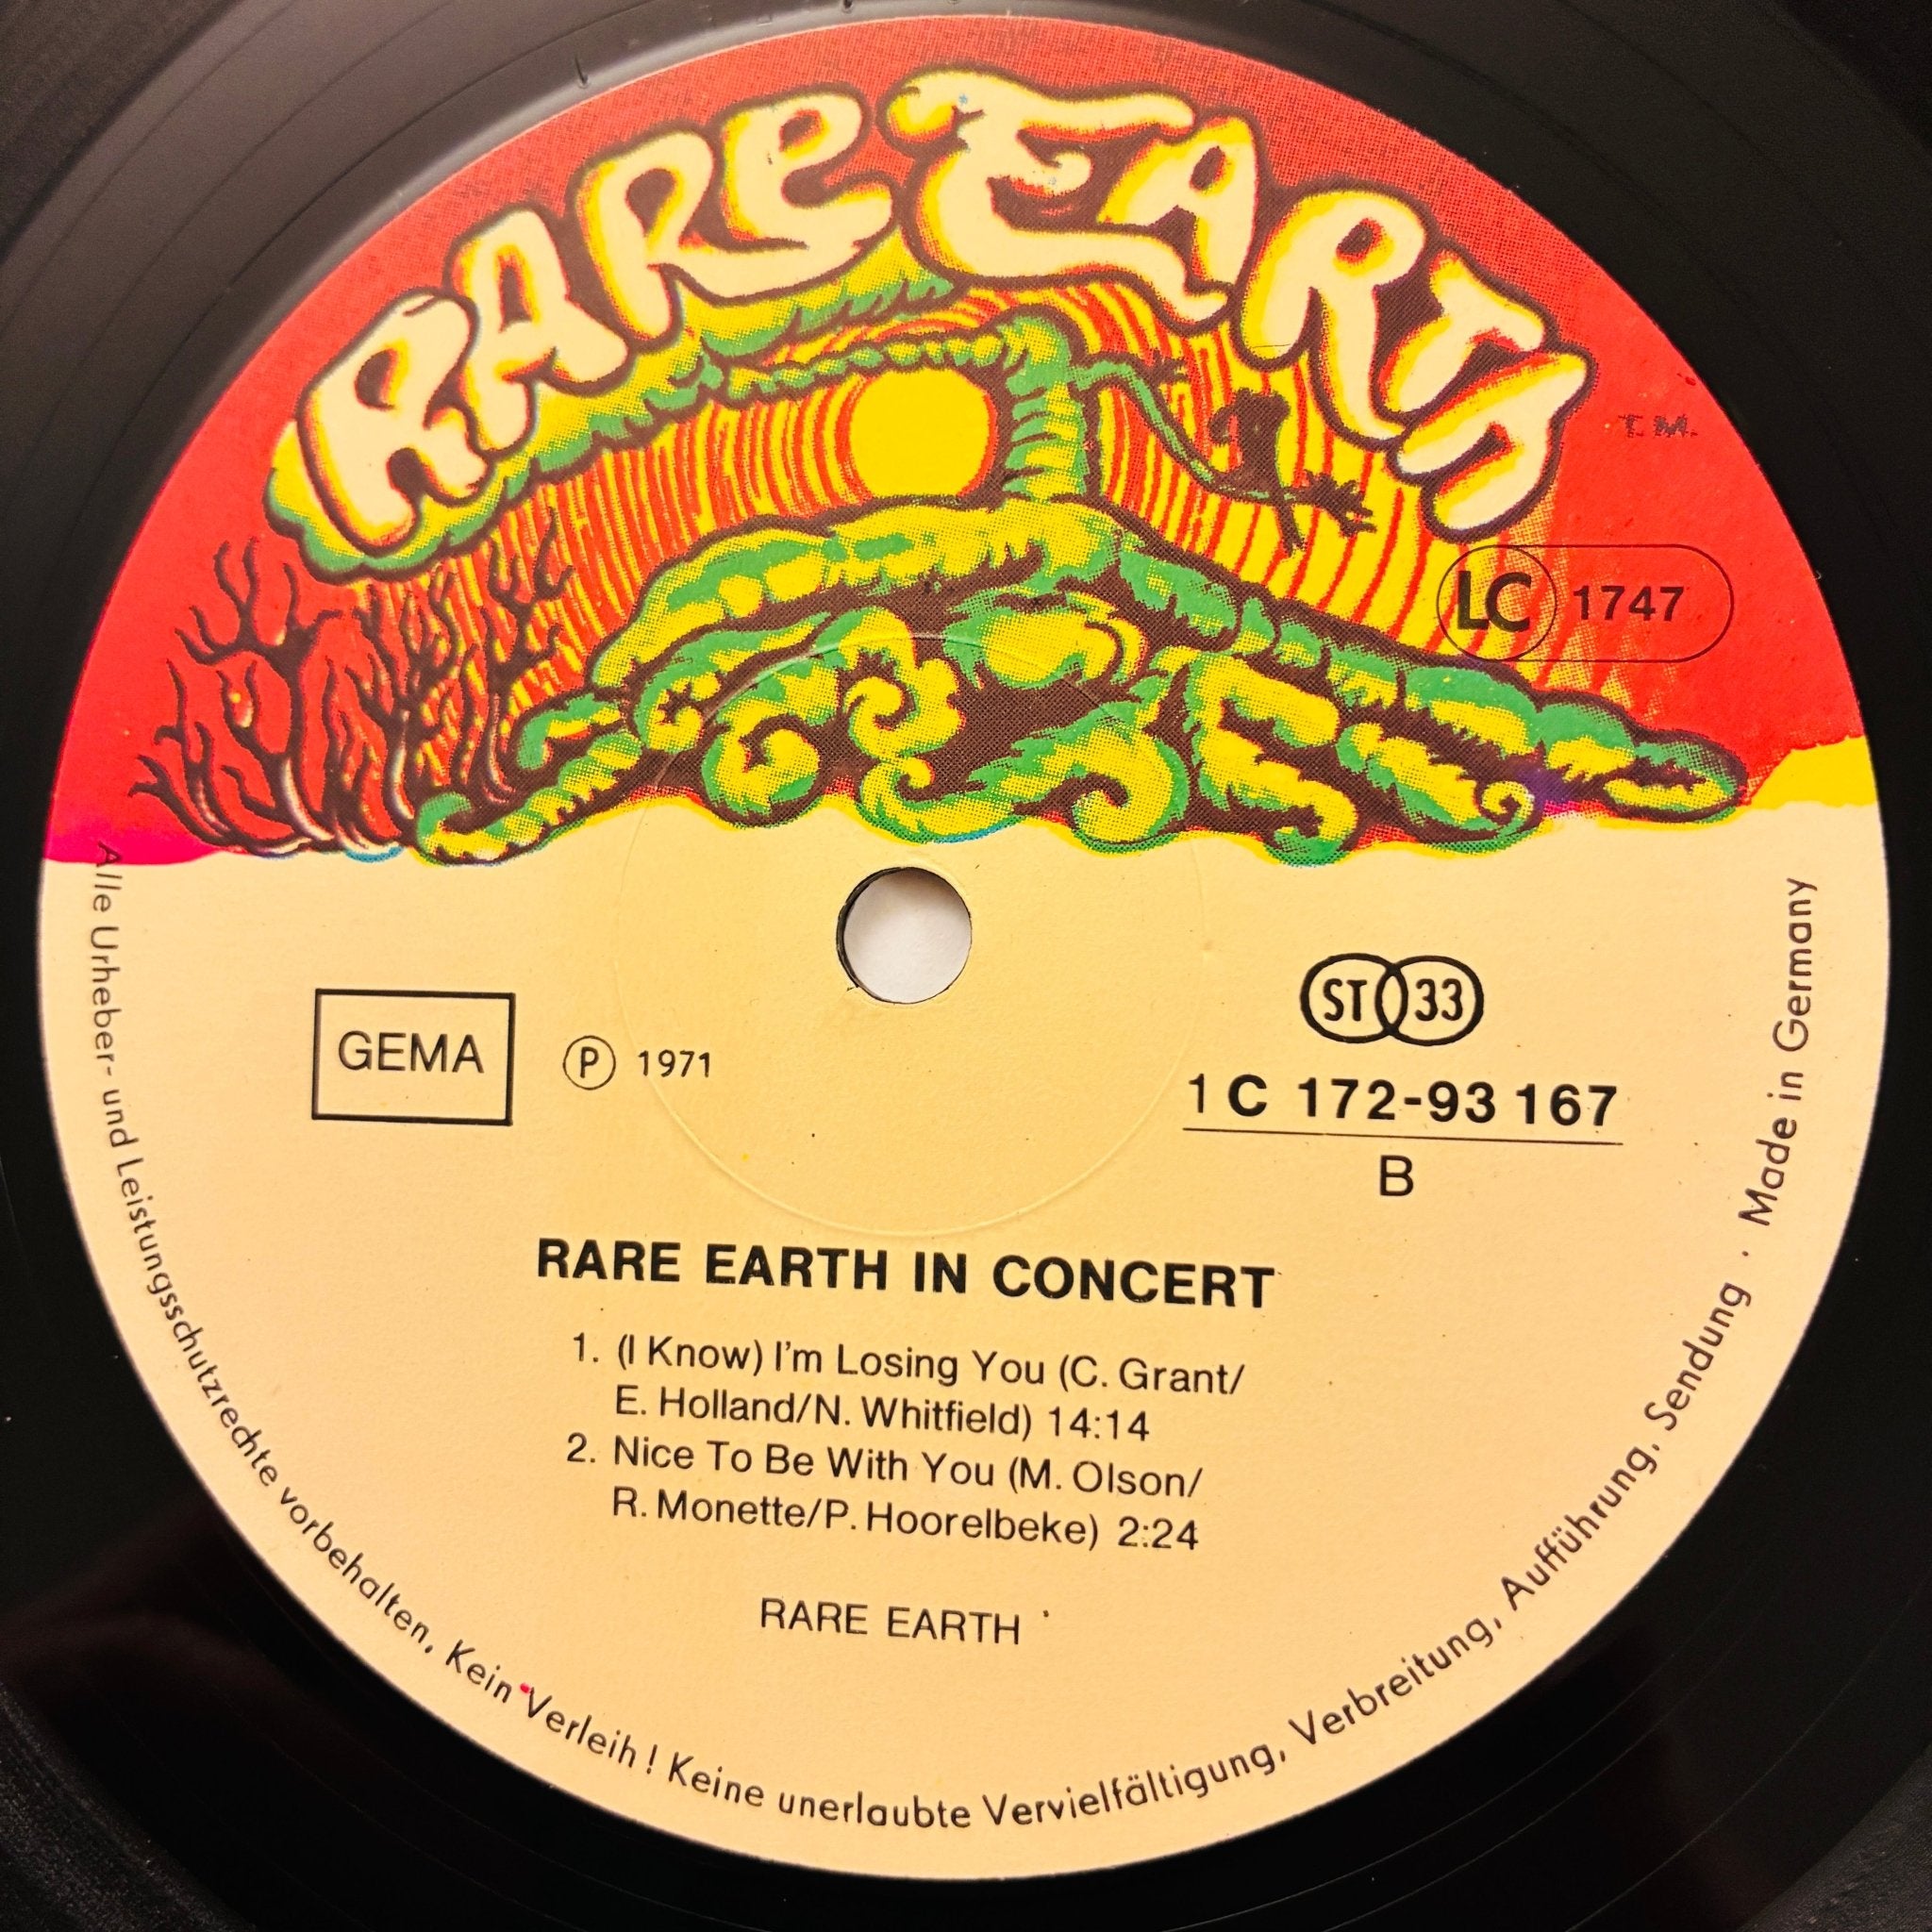 RARE EARTH
T.M.
LC 1747
ST 33
GEMA
P 1971
1 C 172-93 167
B
RARE EARTH IN CONCERT
1. (I Know) I'm Losing You (C. Grant/
E. Holland/N. Whitfield) 14:14
2. Nice To Be With You (M. Olson/
R. Monette/P. Hoorelbeke) 2:24
RARE EARTH
Alle Urheber- und Leistungsschutzrechte vorbehalten. Kein Verleih! Keine unerlaubte Vervielfältigung, Verbreitung, Aufführung, Sendung · Made in Germany